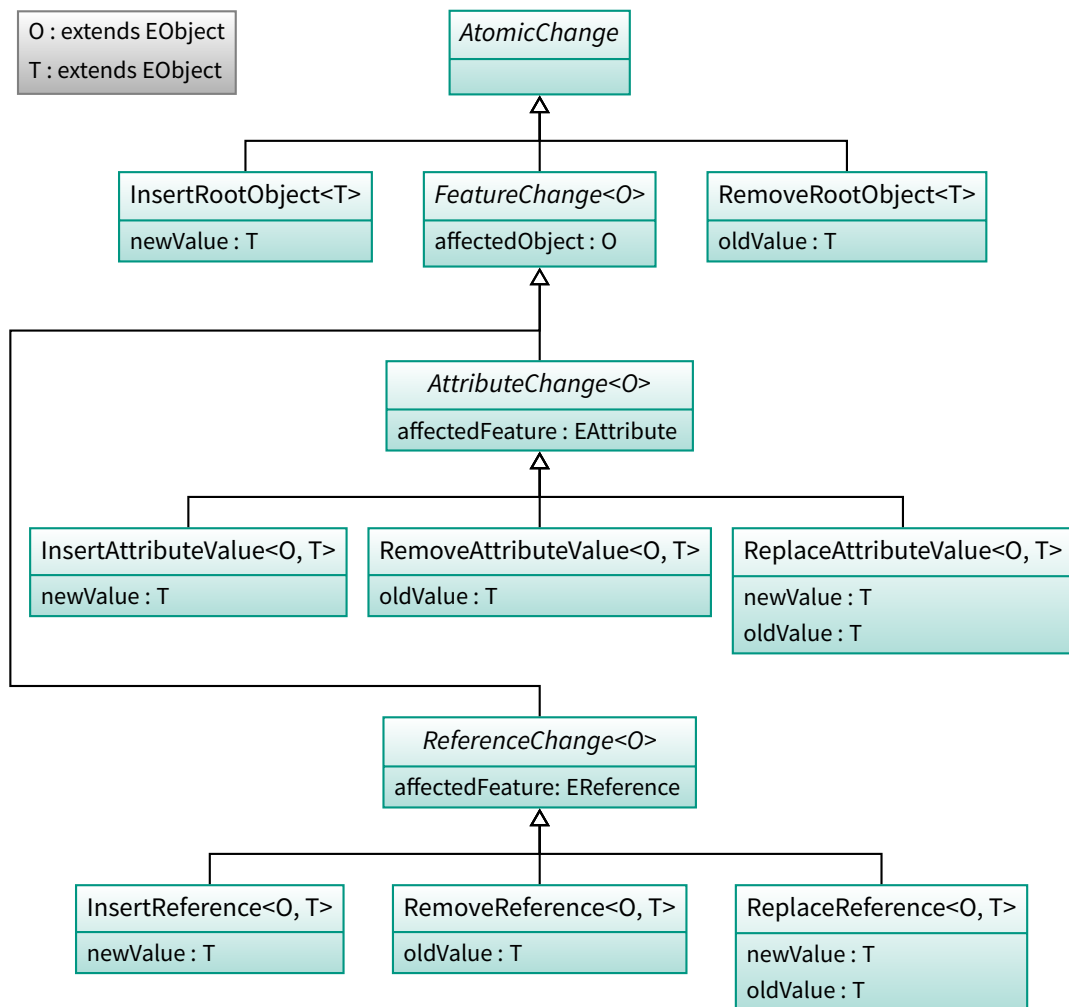 O : extends EObject
T : extends EObject
AtomicChange
InsertRootObject<T>
newValue : T
FeatureChange<O>
affectedObject : O
RemoveRootObject<T>
oldValue : T
AttributeChange<O>
affectedFeature : EAttribute
InsertAttributeValue<O, T>
newValue : T
RemoveAttributeValue<O, T>
oldValue : T
ReplaceAttributeValue<O, T>
newValue : T
oldValue : T
ReferenceChange<O>
affectedFeature: EReference
InsertReference<O, T>
newValue : T
RemoveReference<O, T>
oldValue : T
ReplaceReference<O, T>
newValue : T
oldValue : T